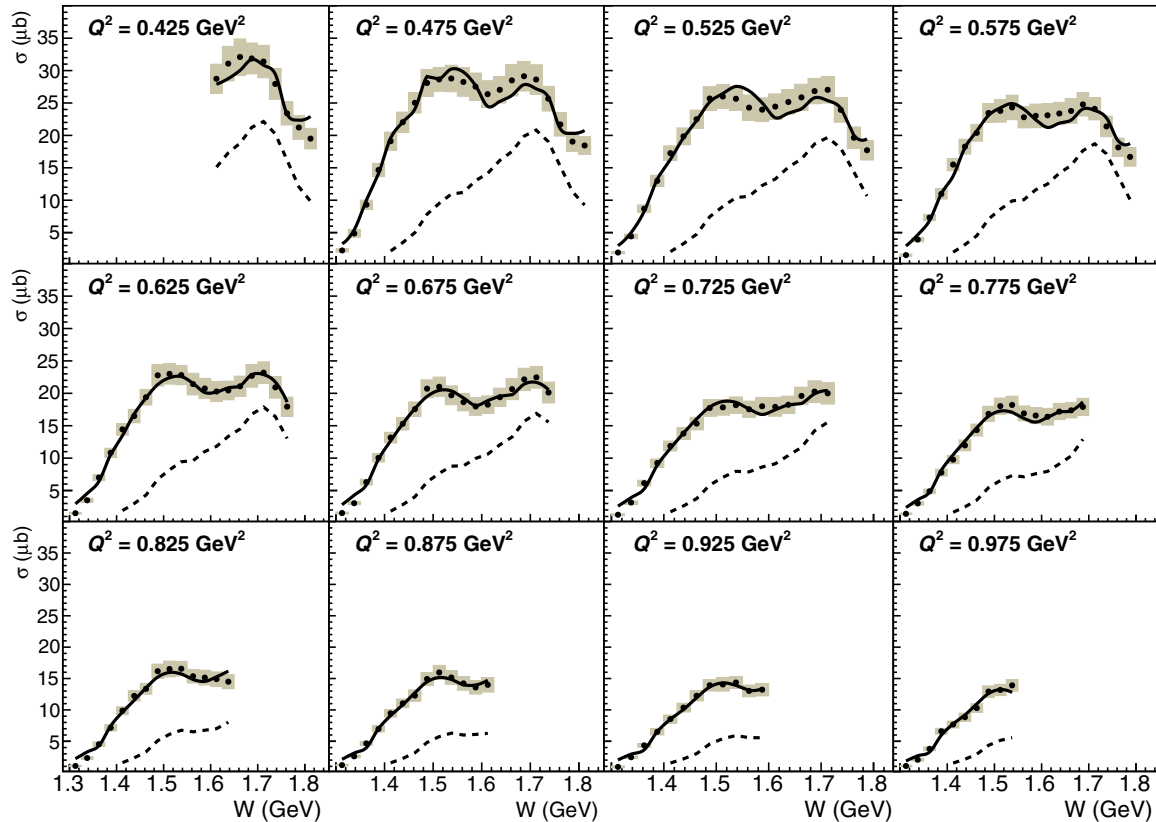 σ (μb)
Q² = 0.425 GeV²
Q² = 0.475 GeV²
Q² = 0.525 GeV²
Q² = 0.575 GeV²
35
30
25
20
15
10
5
σ (μb)
Q² = 0.625 GeV²
Q² = 0.675 GeV²
Q² = 0.725 GeV²
Q² = 0.775 GeV²
35
30
25
20
15
10
5
σ (μb)
Q² = 0.825 GeV²
Q² = 0.875 GeV²
Q² = 0.925 GeV²
Q² = 0.975 GeV²
35
30
25
20
15
10
5
1.3 1.4 1.5 1.6 1.7 1.8 1.4 1.5 1.6 1.7 1.8 1.4 1.5 1.6 1.7 1.8 1.4 1.5 1.6 1.7 1.8
W (GeV) W (GeV) W (GeV) W (GeV)